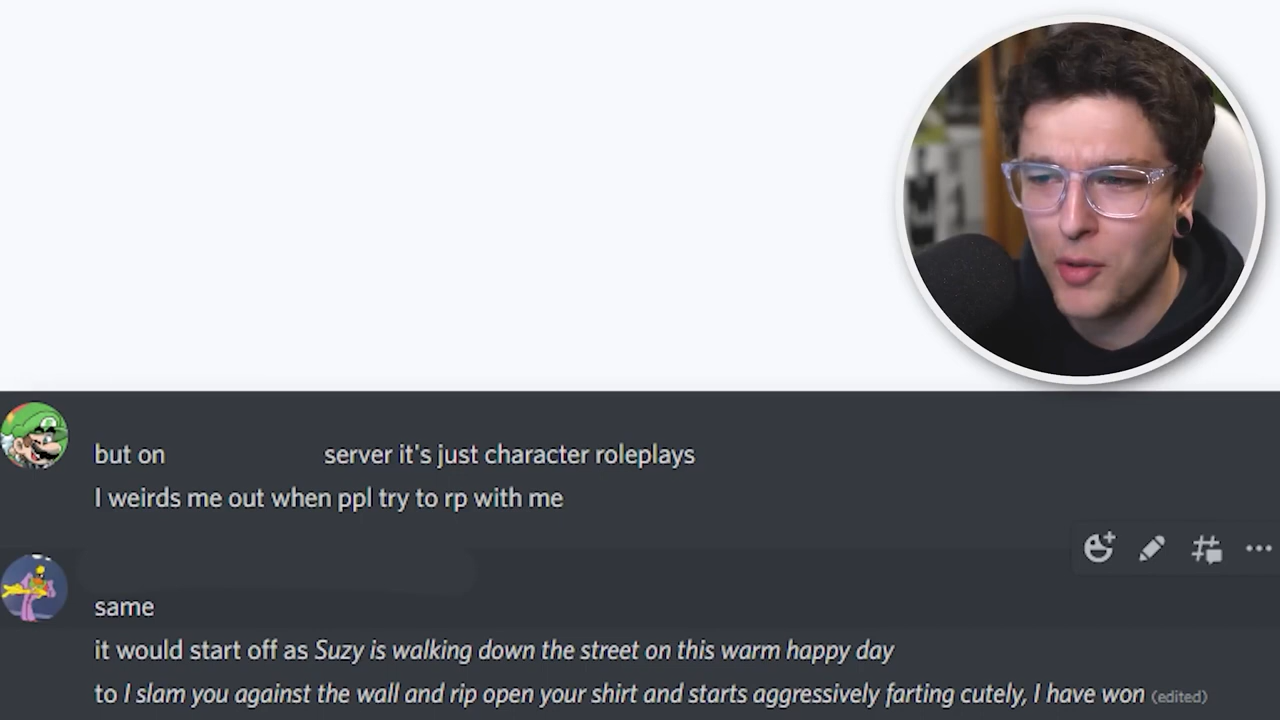 but on server it's just character roleplays
I weirds me out when ppl try to rp with me
same
it would start off as Suzy is walking down the street on this warm happy day
to I slam you against the wall and rip open your shirt and starts aggressively farting cutely, I have won (edited)